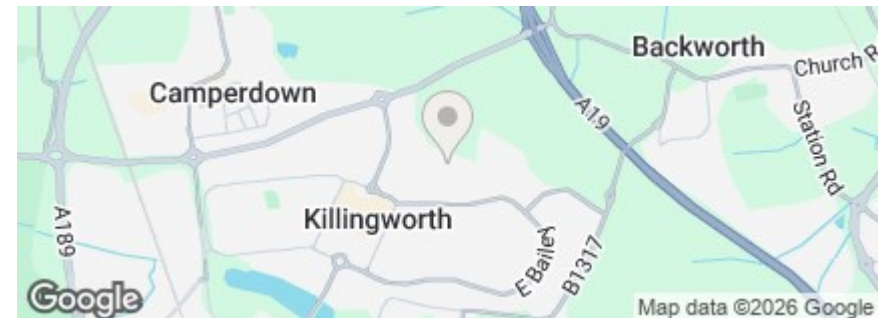 Backworth
Church R
Camperdown
A19
Station Rd
Killingworth
A189
E Bailey
B1317
Google
Map data ©2026 Google